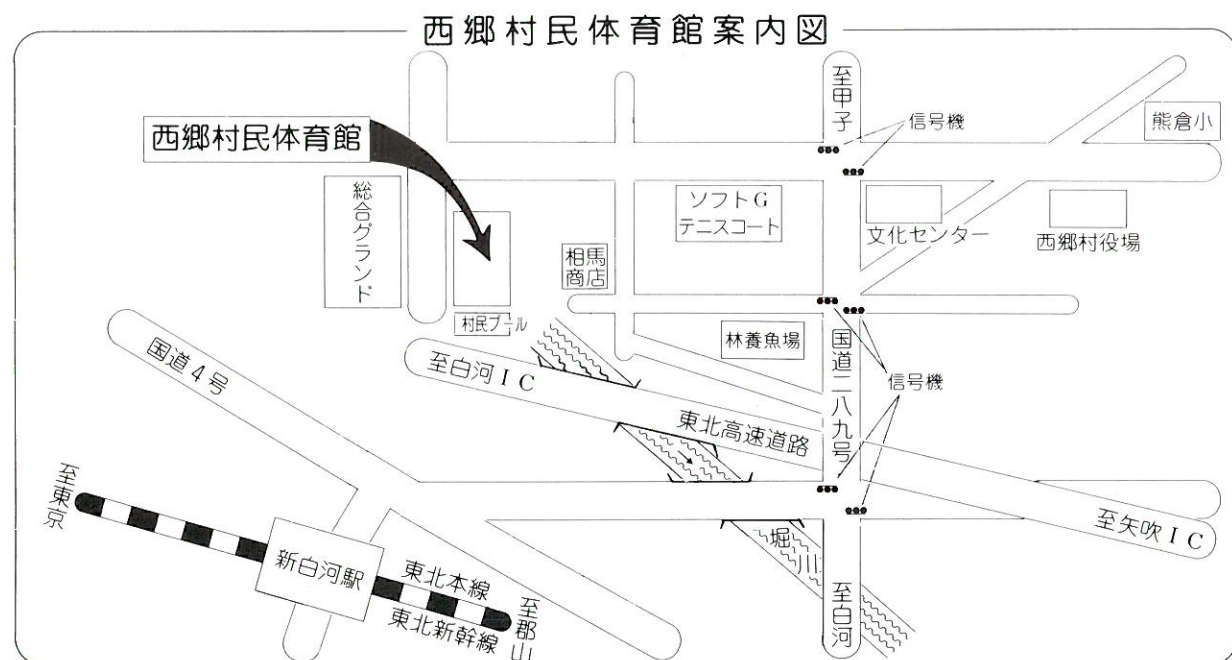 西郷村民体育館案内図
至甲子
信号機
熊倉小
西郷村民体育館
総合グランド
ソフトG
テニスコート
文化センター
西郷村役場
相馬
商店
村民プール
林養魚場
国道二八九号
信号機
国道4号
至白河IC
東北高速道路
至矢吹IC
至東京
新白河駅
東北本線
東北新幹線
至郡山
堀川
至白河